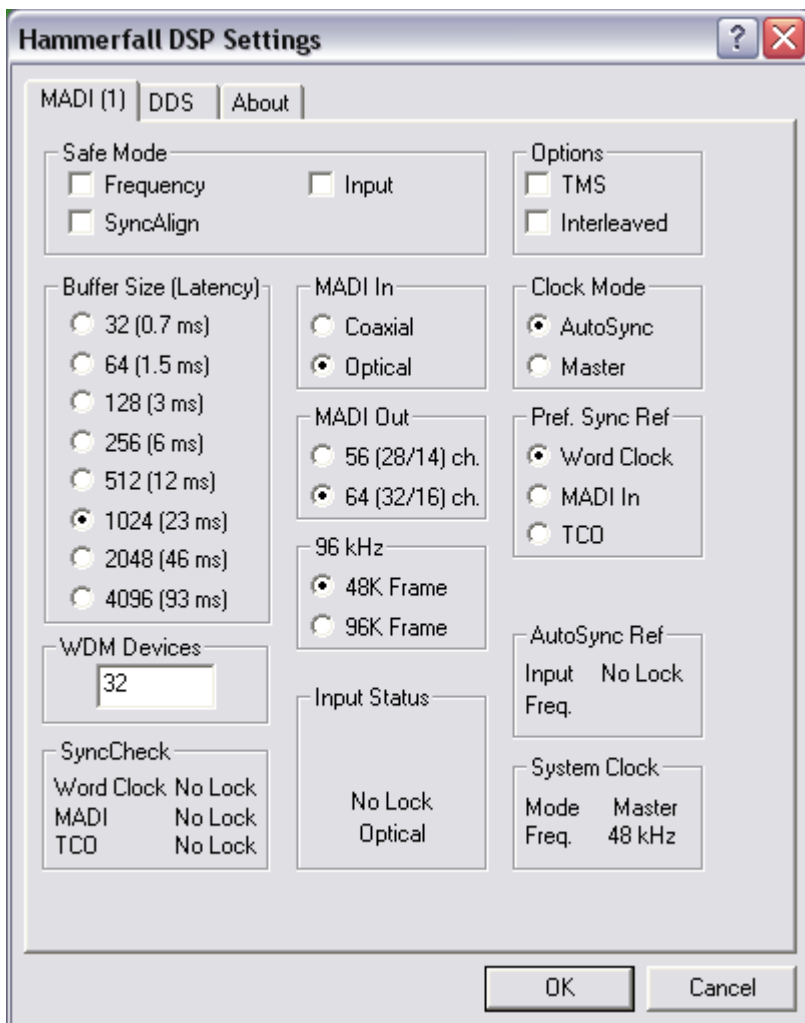 Hammerfall DSP Settings
?
MADI (1)
DDS
About
Safe Mode
Frequency
Input
SyncAlign
Options
TMS
Interleaved
Buffer Size (Latency)
32 (0.7 ms)
64 (1.5 ms)
128 (3 ms)
256 (6 ms)
512 (12 ms)
1024 (23 ms)
2048 (46 ms)
4096 (93 ms)
MADI In
Coaxial
Optical
Clock Mode
AutoSync
Master
MADI Out
56 (28/14) ch.
64 (32/16) ch.
Pref. Sync Ref
Word Clock
MADI In
TCO
96 kHz
48K Frame
96K Frame
WDM Devices
32
AutoSync Ref
Input No Lock
Freq.
SyncCheck
Word Clock No Lock
MADI No Lock
TCO No Lock
Input Status
No Lock
Optical
System Clock
Mode Master
Freq. 48 kHz
OK
Cancel